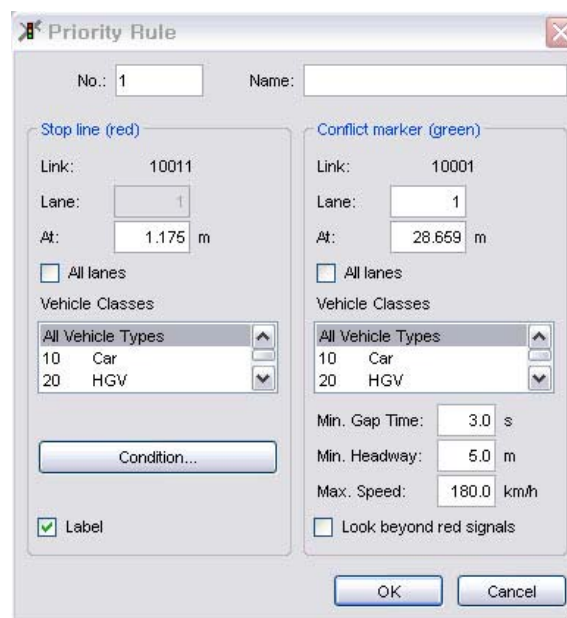 Priority Rule
No.: 1 Name:
Stop line (red)
Link: 10011
Lane: 1
At: 1.175 m
All lanes
Vehicle Classes
All Vehicle Types
10 Car
20 HGV
Condition...
Label
Conflict marker (green)
Link: 10001
Lane: 1
At: 28.659 m
All lanes
Vehicle Classes
All Vehicle Types
10 Car
20 HGV
Min. Gap Time: 3.0 s
Min. Headway: 5.0 m
Max. Speed: 180.0 km/h
Look beyond red signals
OK Cancel